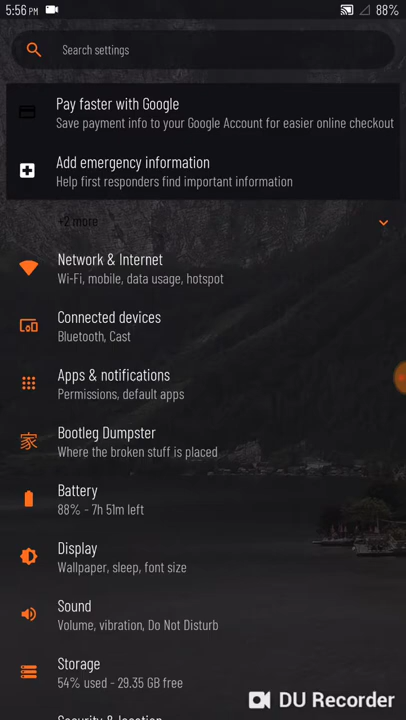 5:56 PM 88%
Search settings
Pay faster with Google
Save payment info to your Google Account for easier online checkout
Add emergency information
Help first responders find important information
+2 more
Network & Internet
Wi-Fi, mobile, data usage, hotspot
Connected devices
Bluetooth, Cast
Apps & notifications
Permissions, default apps
家 Bootleg Dumpster
Where the broken stuff is placed
Battery
88% - 7h 51m left
Display
Wallpaper, sleep, font size
Sound
Volume, vibration, Do Not Disturb
Storage
54% used - 29.35 GB free
DU Recorder
Security & location